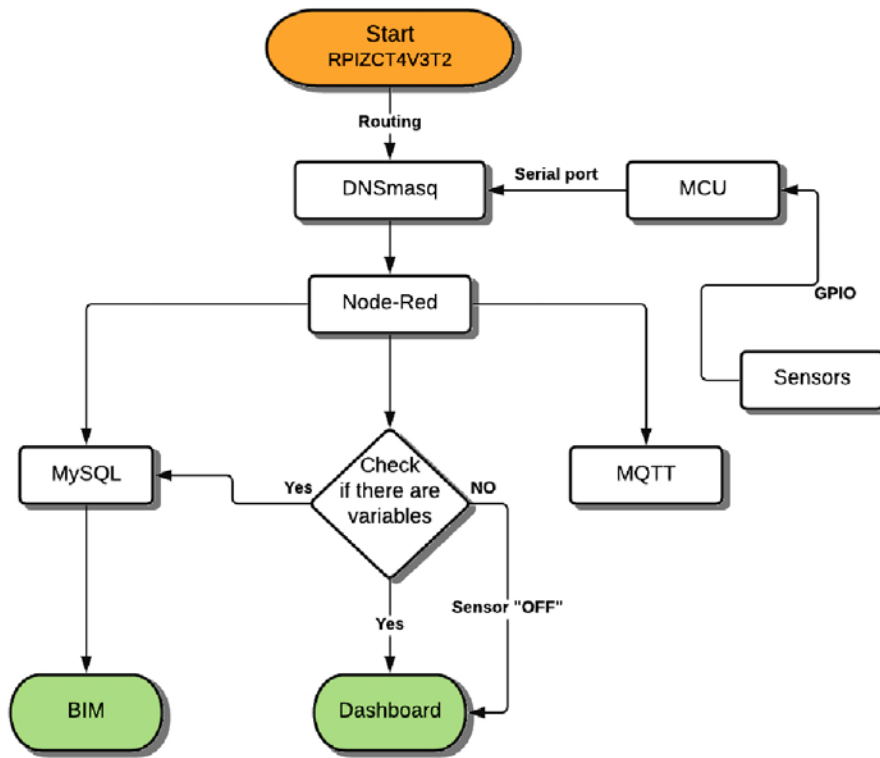 Start
RPIZCT4V3T2
Routing
DNSmasq
Serial port
MCU
Node-Red
GPIO
Sensors
MySQL
Yes
Check
if there are
variables
NO
MQTT
Yes
Sensor "OFF"
BIM
Dashboard